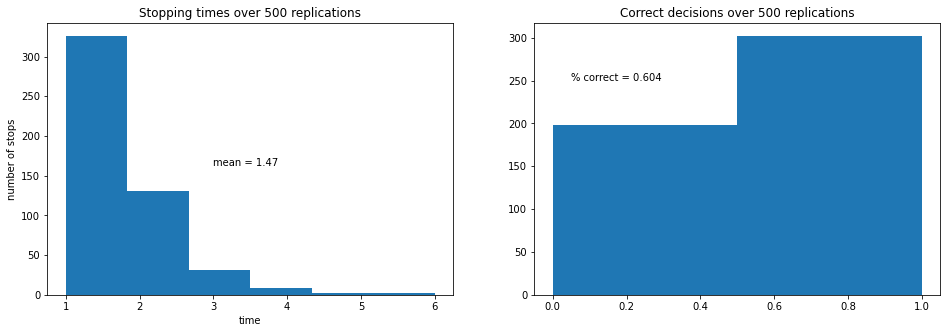 Stopping times over 500 replications
300
250
200
150
100
50
0
number of stops
mean = 1.47
1 2 3 4 5 6
time
Correct decisions over 500 replications
300
250
200
150
100
50
0
% correct = 0.604
0.0 0.2 0.4 0.6 0.8 1.0